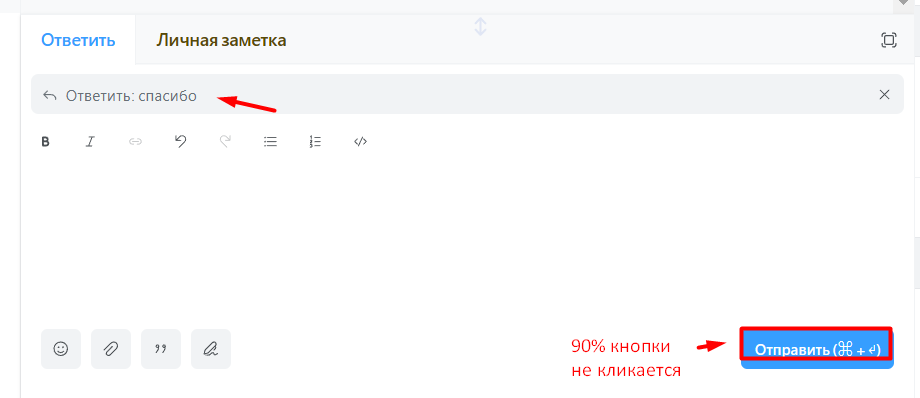 Ответить
Личная заметка
Ответить: спасибо
B I
90% кнопки
не кликается
Отправить (⌘ + ↵)